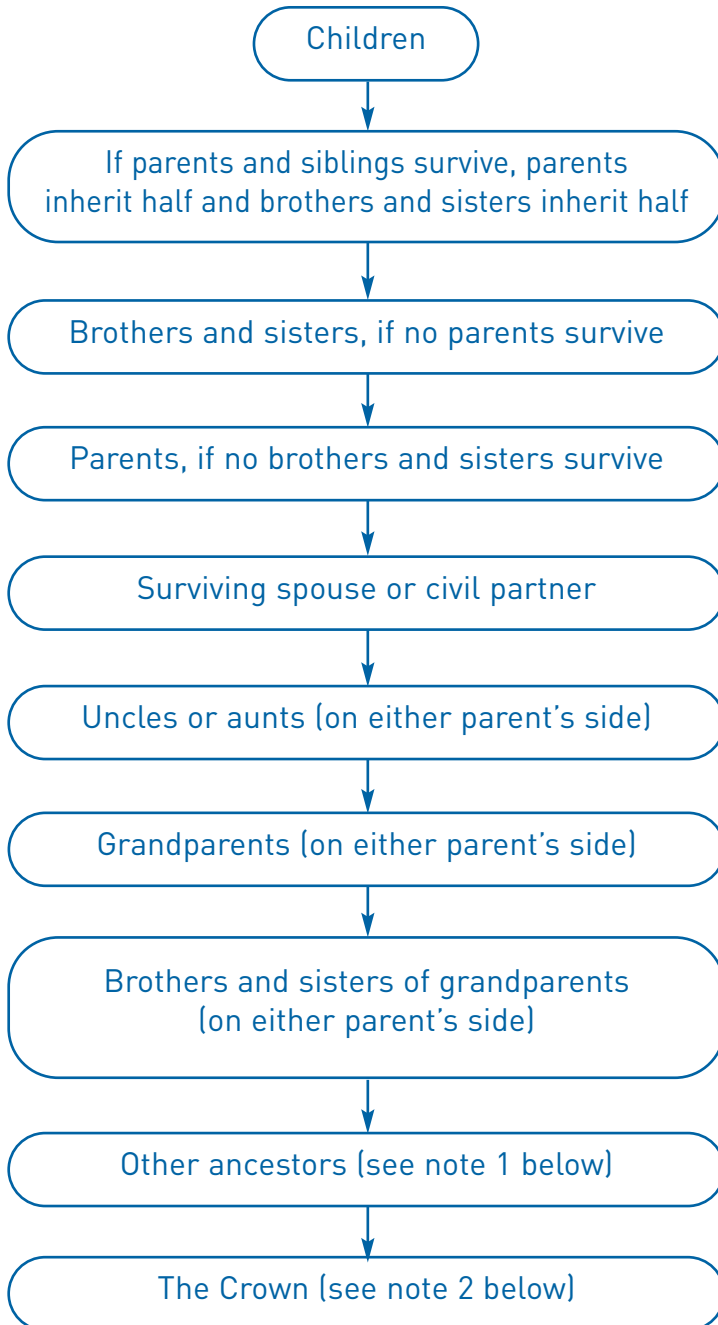 Children
If parents and siblings survive, parents
inherit half and brothers and sisters inherit half
Brothers and sisters, if no parents survive
Parents, if no brothers and sisters survive
Surviving spouse or civil partner
Uncles or aunts (on either parent’s side)
Grandparents (on either parent’s side)
Brothers and sisters of grandparents
(on either parent’s side)
Other ancestors (see note 1 below)
The Crown (see note 2 below)